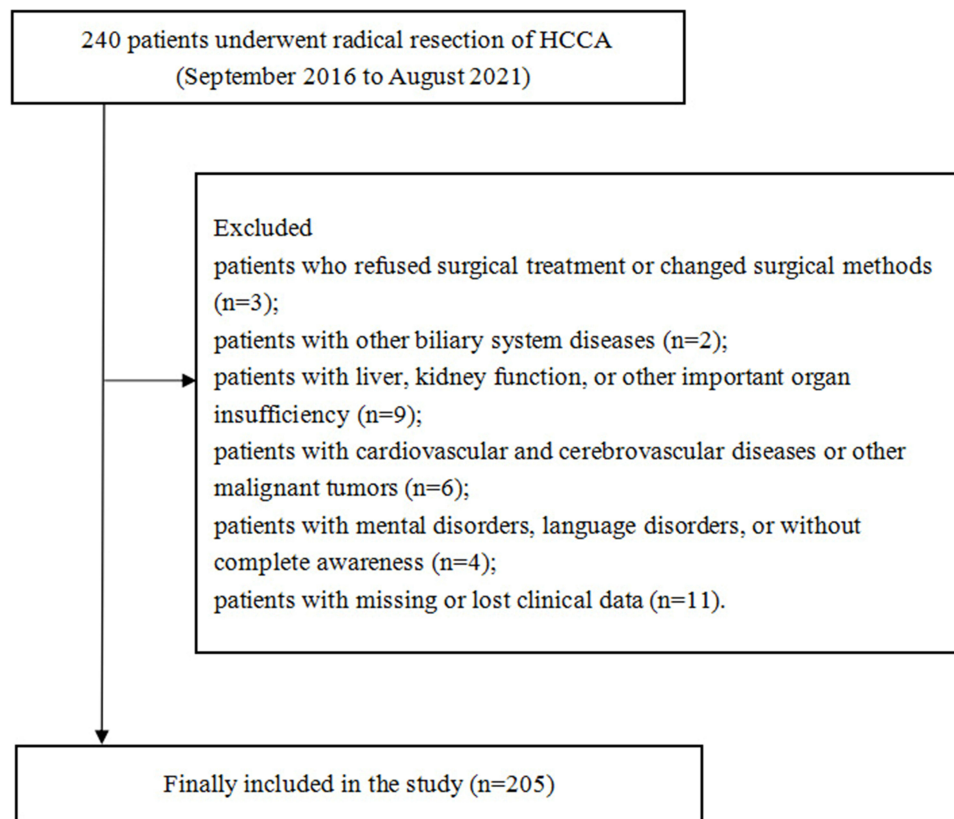 240 patients underwent radical resection of HCCA
(September 2016 to August 2021)
Excluded
patients who refused surgical treatment or changed surgical methods
(n=3);
patients with other biliary system diseases (n=2);
patients with liver, kidney function, or other important organ
insufficiency (n=9);
patients with cardiovascular and cerebrovascular diseases or other
malignant tumors (n=6);
patients with mental disorders, language disorders, or without
complete awareness (n=4);
patients with missing or lost clinical data (n=11).
Finally included in the study (n=205)